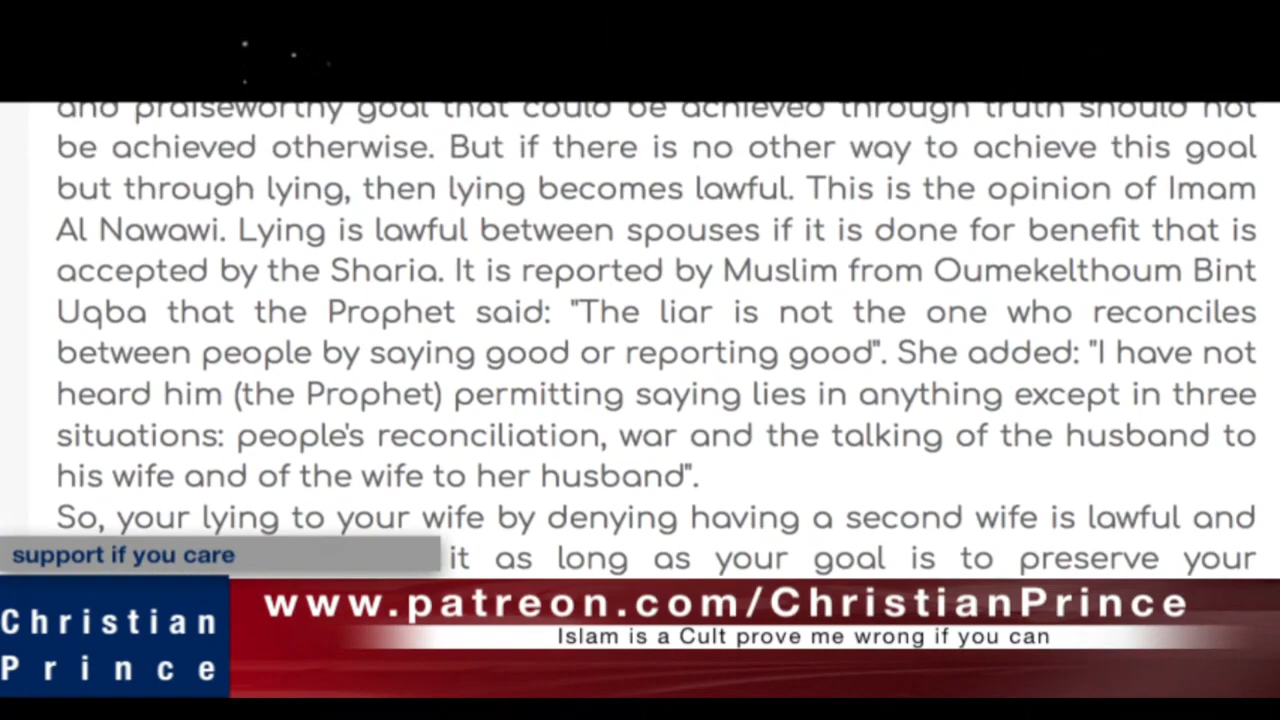 and praiseworthy goal that could be achieved through truth should not
be achieved otherwise. But if there is no other way to achieve this goal
but through lying, then lying becomes lawful. This is the opinion of Imam
Al Nawawi. Lying is lawful between spouses if it is done for benefit that is
accepted by the Sharia. It is reported by Muslim from Oumekelthoum Bint
Uqba that the Prophet said: "The liar is not the one who reconciles
between people by saying good or reporting good". She added: "I have not
heard him (the Prophet) permitting saying lies in anything except in three
situations: people's reconciliation, war and the talking of the husband to
his wife and of the wife to her husband".
So, your lying to your wife by denying having a second wife is lawful and
it as long as your goal is to preserve your
support if you care
Christian
Prince
www.patreon.com/ChristianPrince
Islam is a Cult prove me wrong if you can